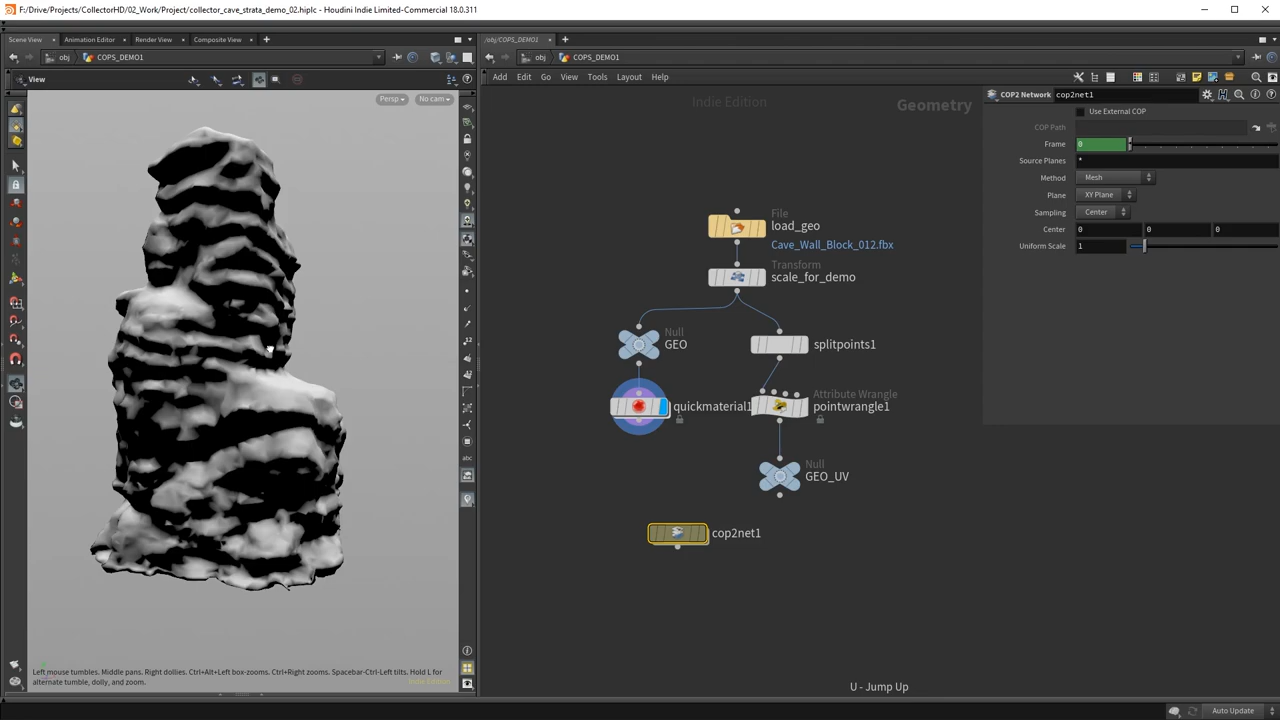 F:/Drive/Projects/CollectorHD/02_Work/Project/collector_cave_strata_demo_02.hiplc - Houdini Indie Limited-Commercial 18.0.311
Scene View
Animation Editor
Render View
Composite View
/obj/COPS_DEMO1
obj
COPS_DEMO1
obj
COPS_DEMO1
View
Add
Edit
Go
View
Tools
Layout
Help
Persp
No cam
Indie Edition
Geometry
COP2 Network
cop2net1
Use External COP
COP Path
Frame
0
Source Planes
*
Method
Mesh
Plane
XY Plane
Sampling
Center
Center
0
0
0
Uniform Scale
1
File
load_geo
Cave_Wall_Block_012.fbx
Transform
scale_for_demo
Null
GEO
splitpoints1
quickmaterial1
Attribute Wrangle
pointwrangle1
Null
GEO_UV
cop2net1
abc
Left mouse tumbles. Middle pans. Right dollies. Ctrl+Alt+Left box-zooms. Ctrl+Right zooms. Spacebar-Ctrl-Left tilts. Hold L for
alternate tumble, dolly, and zoom.
Indie Edition
U - Jump Up
Auto Update